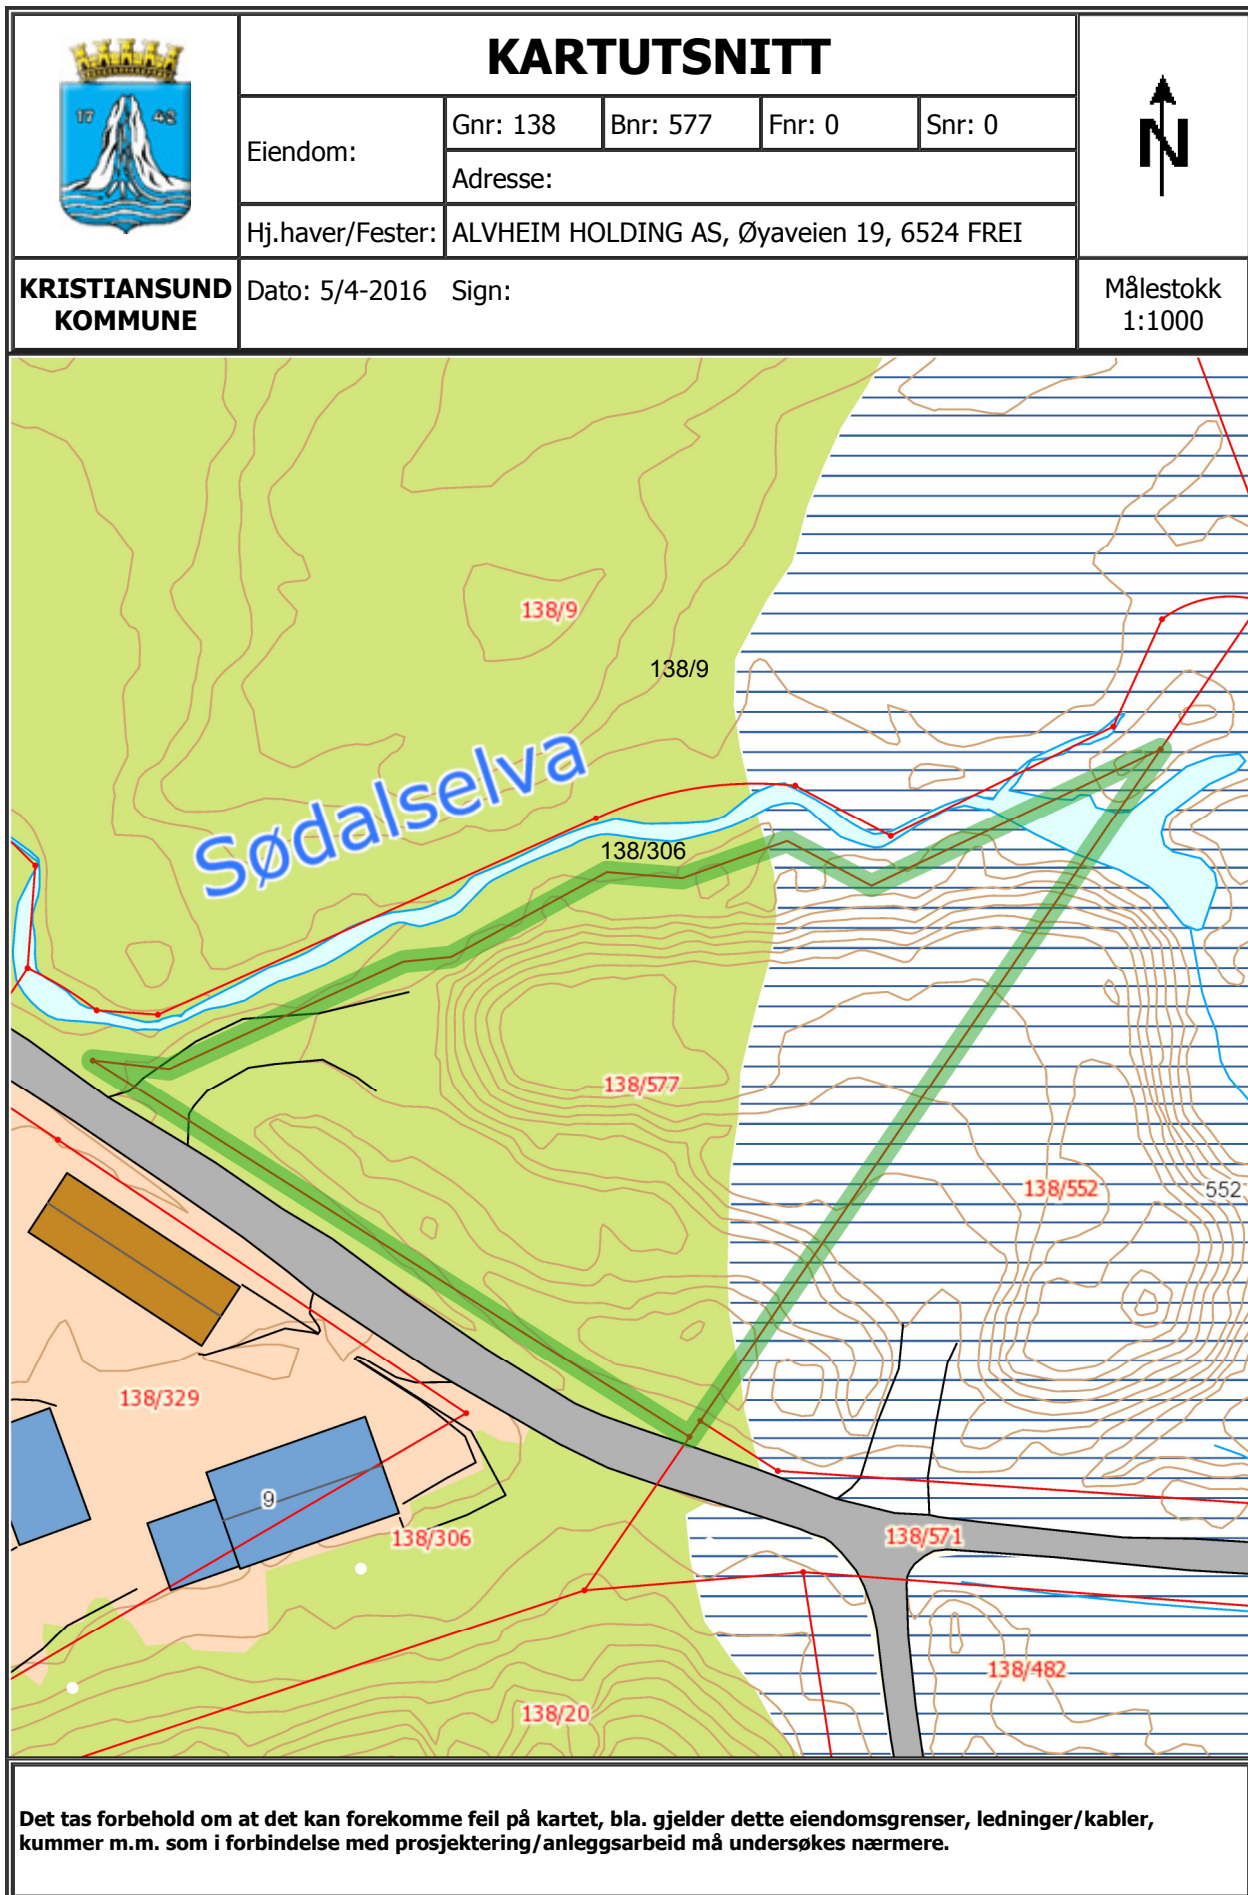 KARTUTSNITT
17 42
Eiendom:
Gnr: 138
Bnr: 577
Fnr: 0
Snr: 0
Adresse:
Hj.haver/Fester:
ALVHEIM HOLDING AS, Øyaveien 19, 6524 FREI
N
KRISTIANSUND
KOMMUNE
Dato: 5/4-2016 Sign:
Målestokk
1:1000
138/9
138/9
Sødalselva
138/306
138/577
138/552
552
138/329
9
138/306
138/571
138/482
138/20
Det tas forbehold om at det kan forekomme feil på kartet, bla. gjelder dette eiendomsgrenser, ledninger/kabler,
kummer m.m. som i forbindelse med prosjektering/anleggsarbeid må undersøkes nærmere.